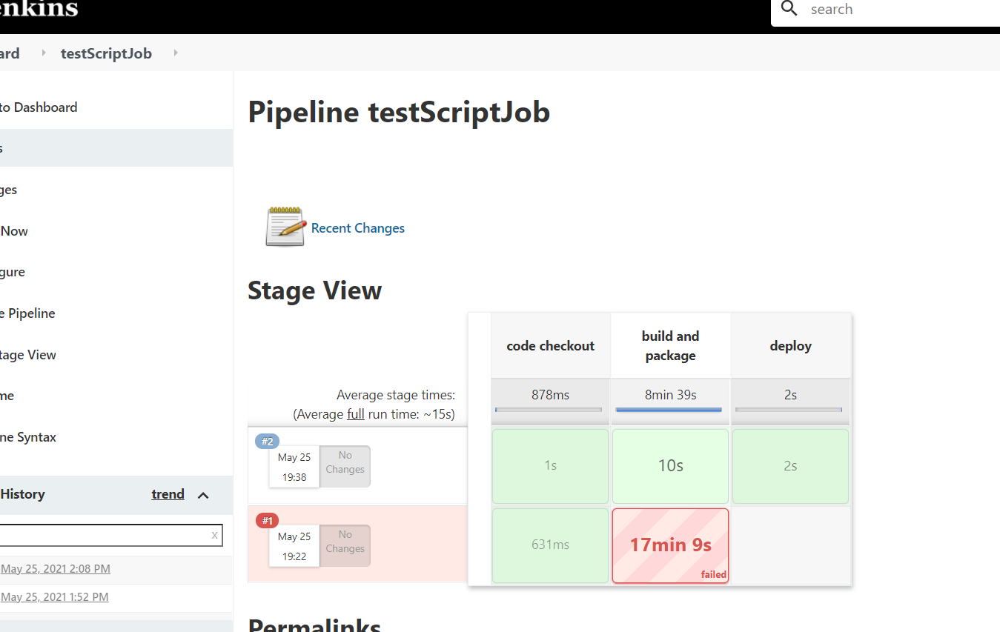 enkins
search
ard
testScriptJob
to Dashboard
s
ges
Now
gure
e Pipeline
tage View
me
ne Syntax
History
trend
x
May 25, 2021 2:08 PM
May 25, 2021 1:52 PM
Pipeline testScriptJob
Recent Changes
Stage View
code checkout
build and
package
deploy
Average stage times:
(Average full run time: ~15s)
878ms
8min 39s
2s
#2
May 25
19:38
No
Changes
1s
10s
2s
#1
May 25
19:22
No
Changes
631ms
17min 9s
failed
Permalinks